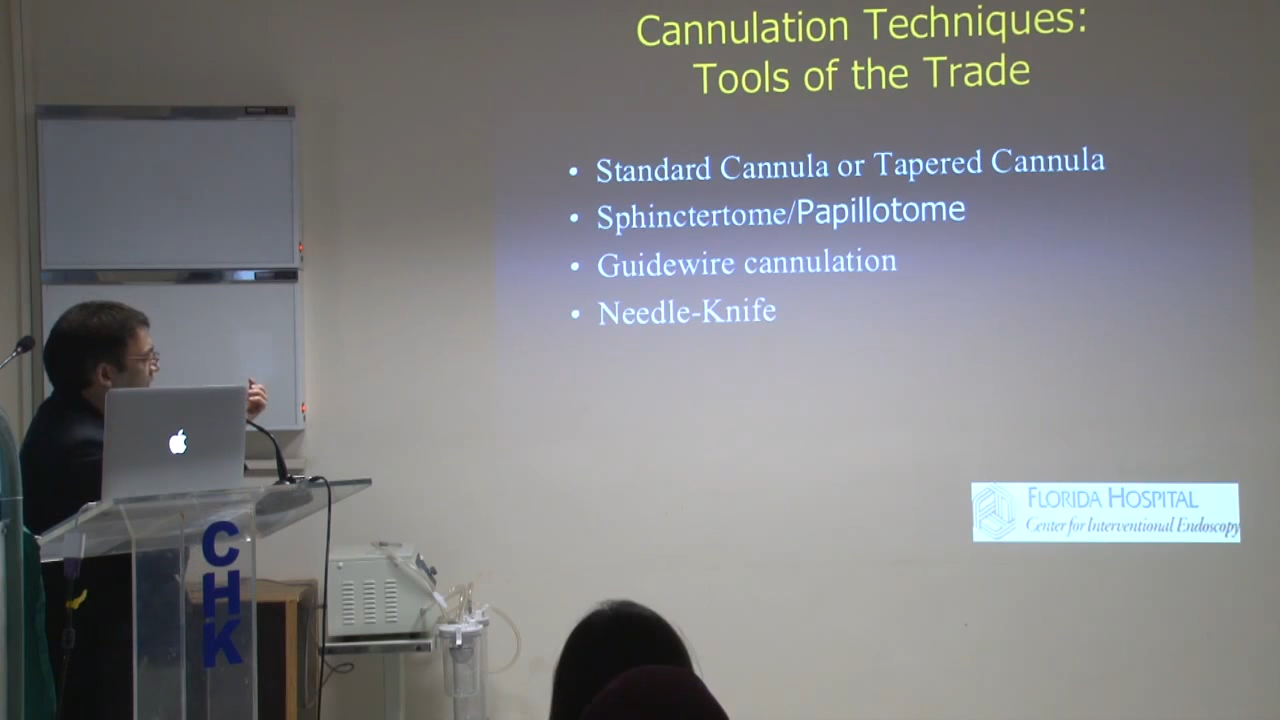 Cannulation Techniques:
Tools of the Trade
• Standard Cannula or Tapered Cannula
• Sphinctertome/Papillotome
• Guidewire cannulation
• Needle-Knife
FLORIDA HOSPITAL
Center for Interventional Endoscopy
CHK